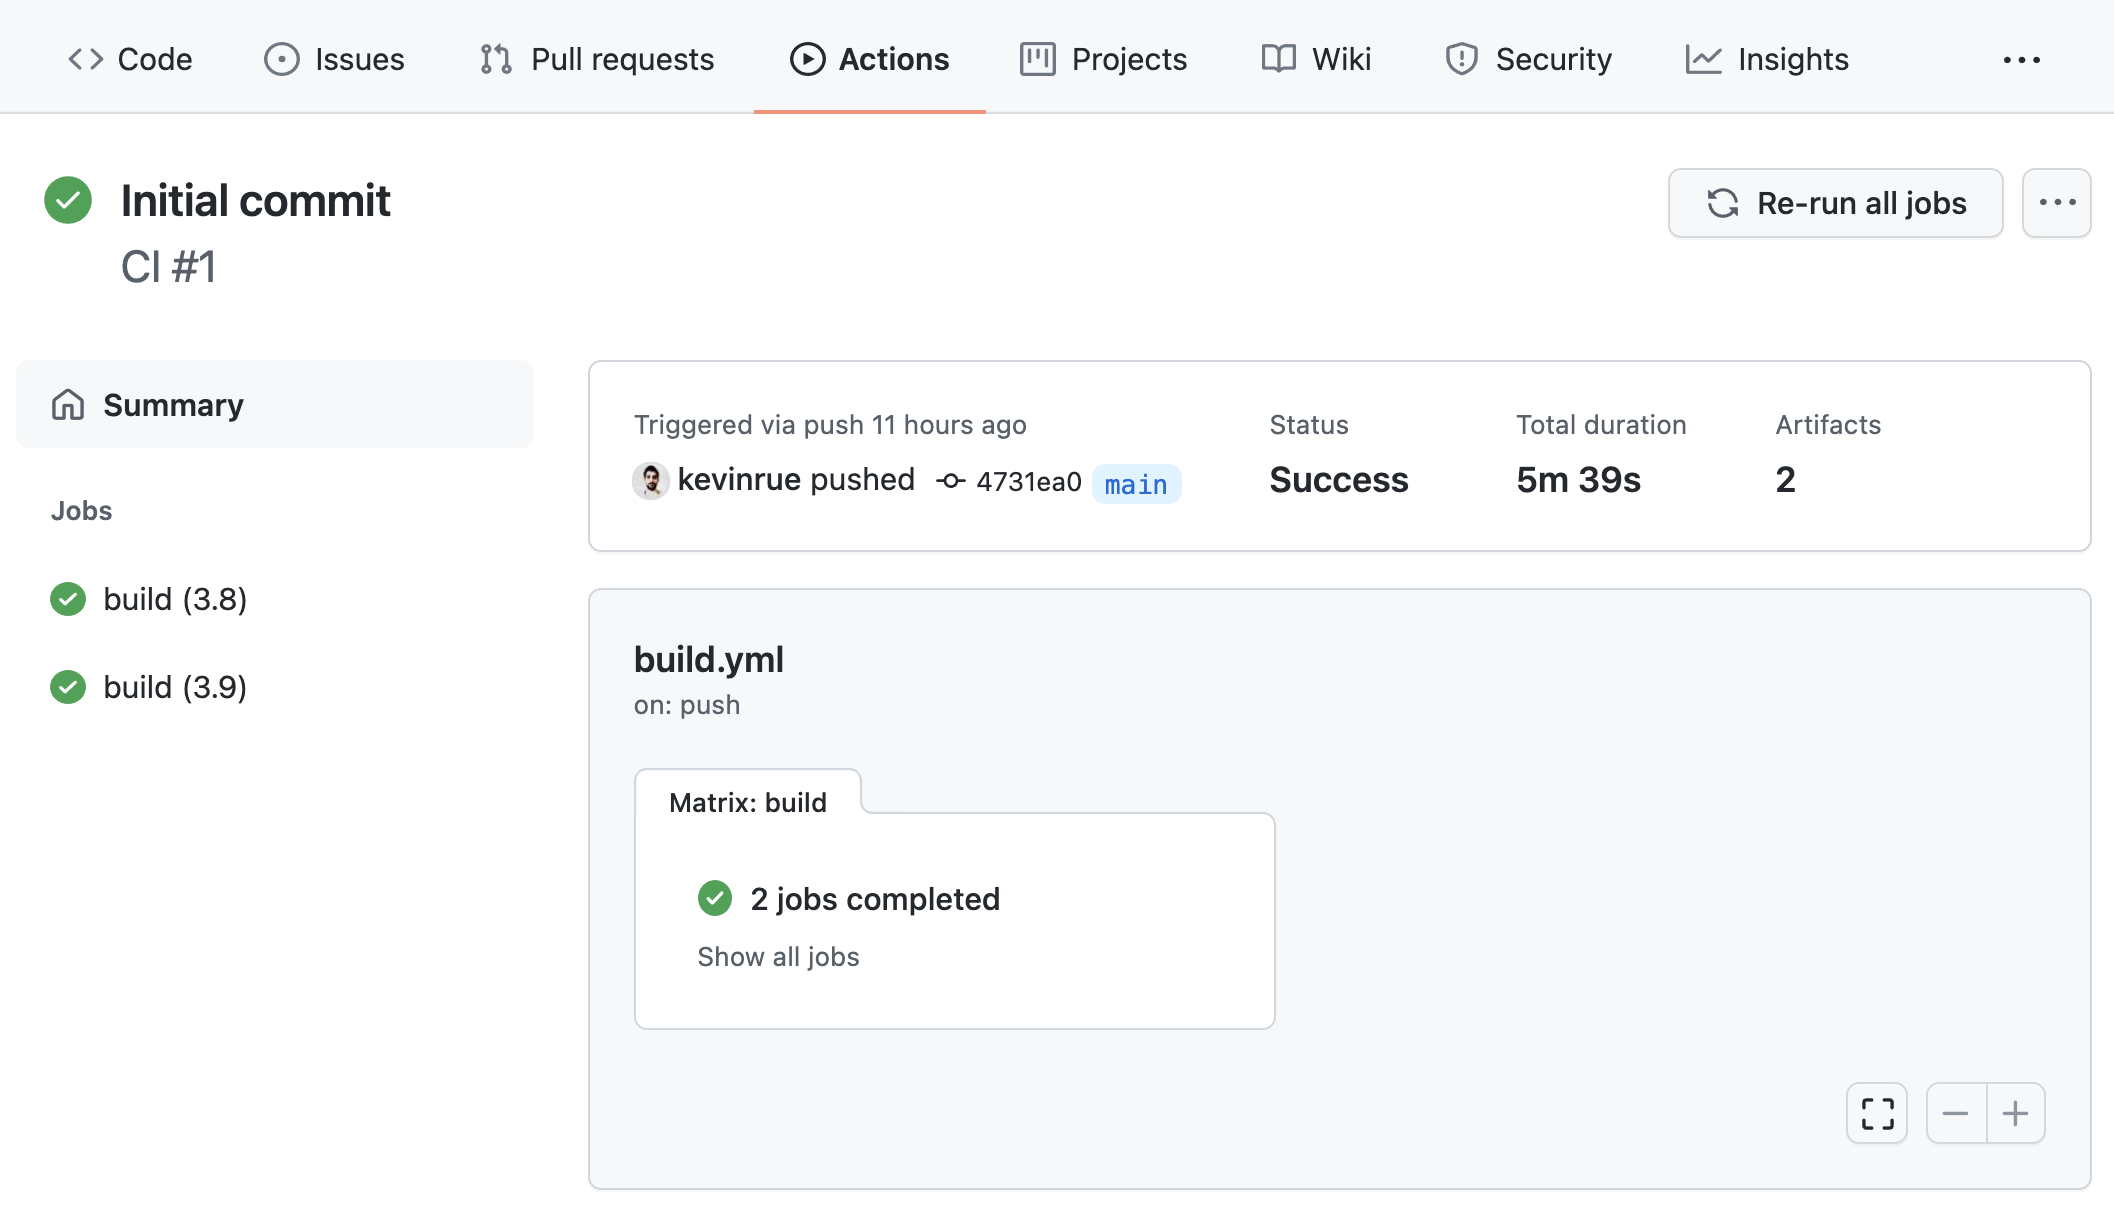 Code Issues Pull requests Actions Projects Wiki Security Insights
Initial commit
CI #1
Re-run all jobs
Summary
Jobs
build (3.8)
build (3.9)
Triggered via push 11 hours ago
kevinrue pushed 4731ea0 main
Status
Success
Total duration
5m 39s
Artifacts
2
build.yml
on: push
Matrix: build
2 jobs completed
Show all jobs